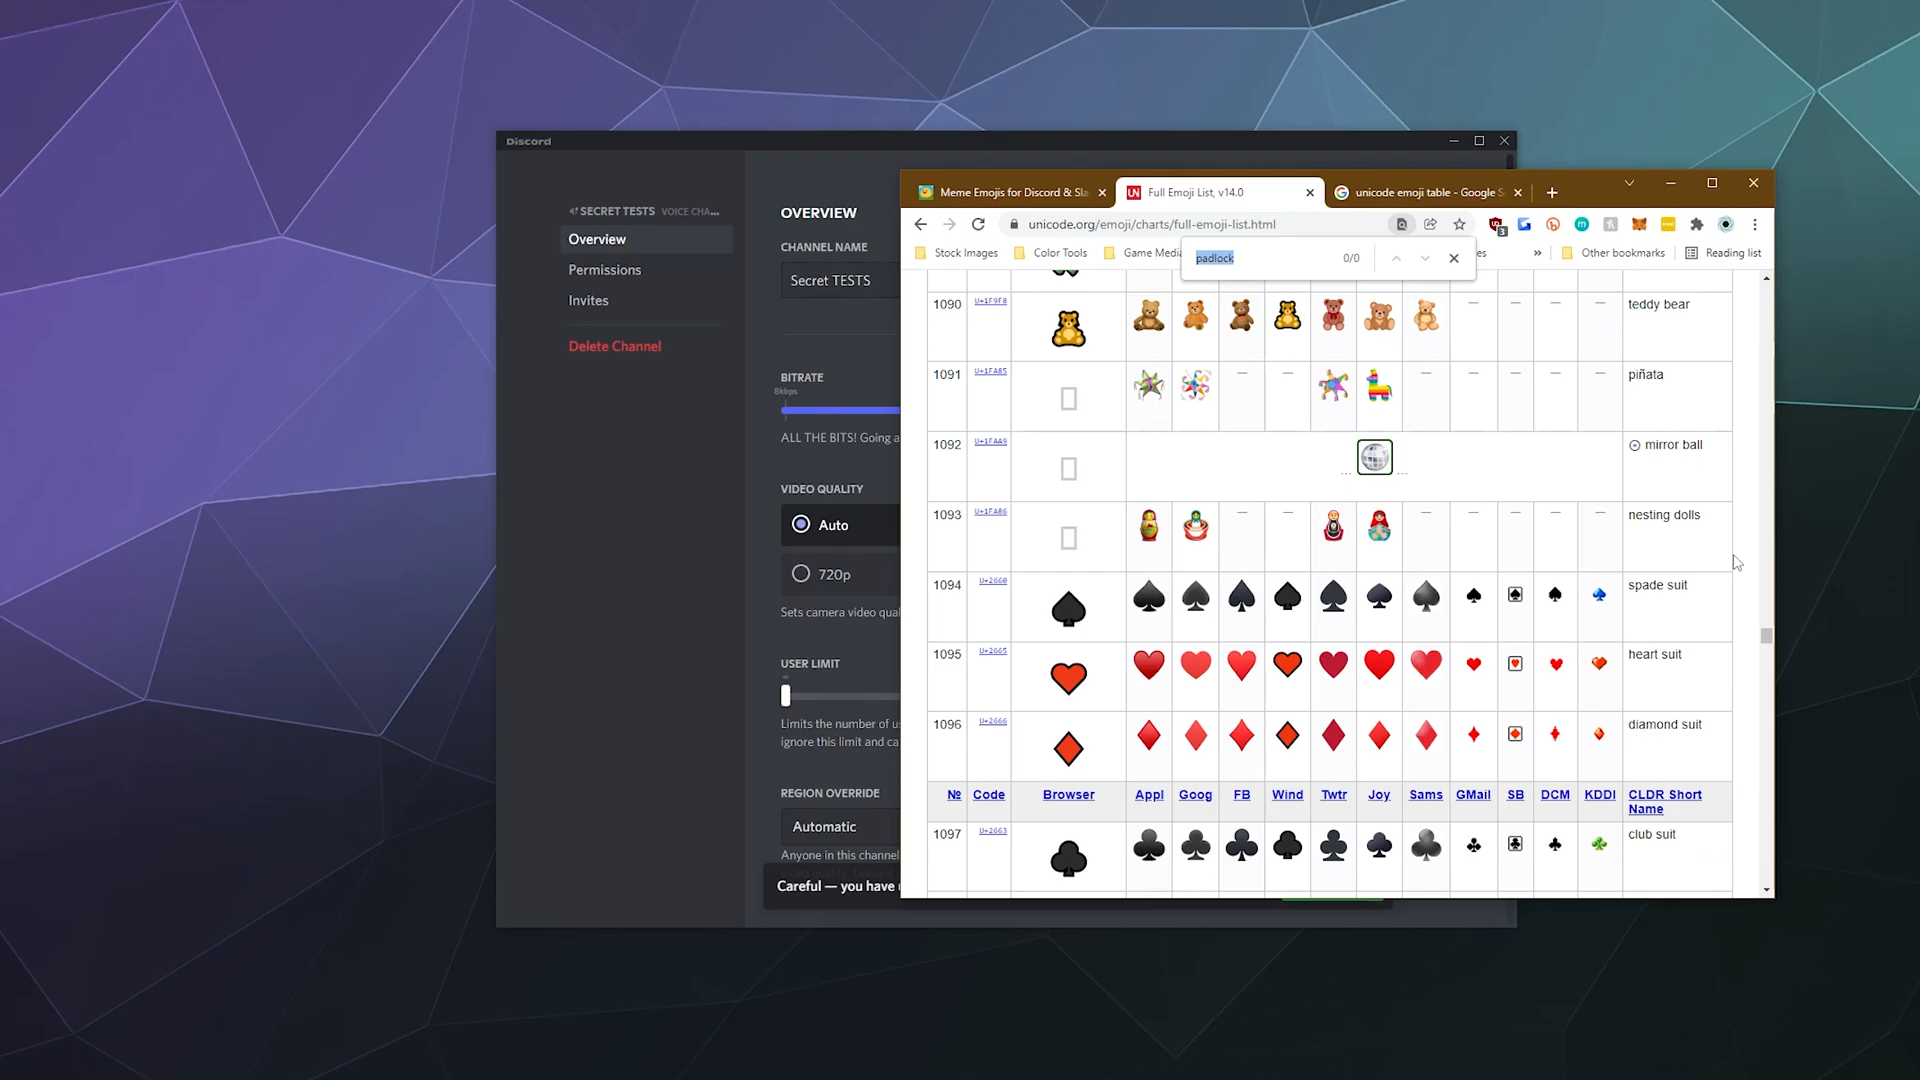 Discord
SECRET TESTS VOICE CHA...
Overview
Permissions
Invites
Delete Channel
OVERVIEW
CHANNEL NAME
Secret TESTS
BITRATE
8kbps
ALL THE BITS! Going a
VIDEO QUALITY
Auto
720p
Sets camera video qual
USER LIMIT
Limits the number of us
ignore this limit and ca
REGION OVERRIDE
Automatic
Anyone in this channel
Careful — you have u
Meme Emojis for Discord & Sla
Full Emoji List, v14.0
unicode emoji table - Google S
unicode.org/emoji/charts/full-emoji-list.html
3
Stock Images
Color Tools
Game Media
es
»
Other bookmarks
Reading list
padlock
0/0
1090 U+1F9F8 — — — — teddy bear
1091 U+1FA85 — — — — — — — piñata
1092 U+1FAA9 ... ... mirror ball
1093 U+1FA86 — — — — — — — nesting dolls
1094 U+2660 spade suit
1095 U+2665 heart suit
1096 U+2666 diamond suit
№ Code Browser Appl Goog FB Wind Twtr Joy Sams GMail SB DCM KDDI CLDR Short
Name
1097 U+2663 club suit